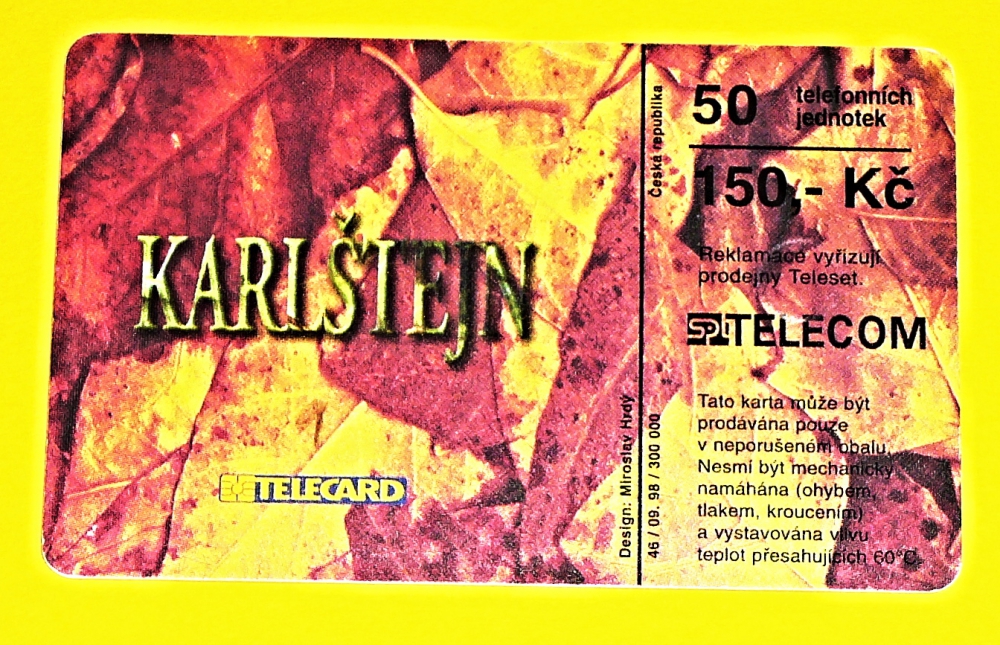 KARLŠTEJN
TELECARD
Design: Miroslav Hrdý
Česká republika
46 / 09. 98 / 300 000
50 telefonních
jednotek
150,- Kč
Reklamace vyřizují
prodejny Teleset.
SPT TELECOM
Tato karta může být
prodávána pouze
v neporušeném obalu.
Nesmí být mechanicky
namáhána (ohybem,
tlakem, kroucením)
a vystavována vlivu
teplot přesahujících 60°C.